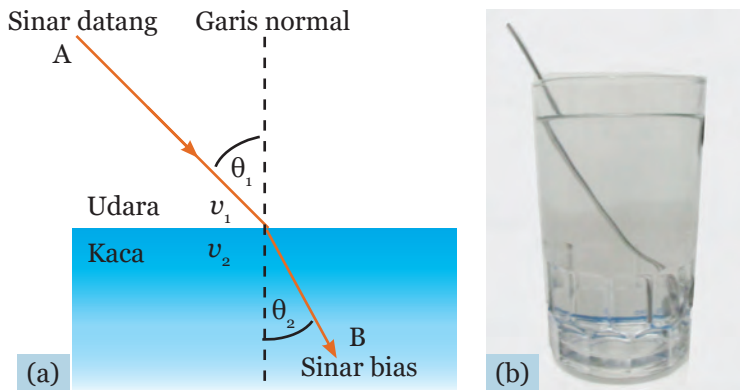 Sinar datang
Garis normal
A
θ₁
Udara
v₁
Kaca
v₂
θ₂
B
Sinar bias
(a)
(b)